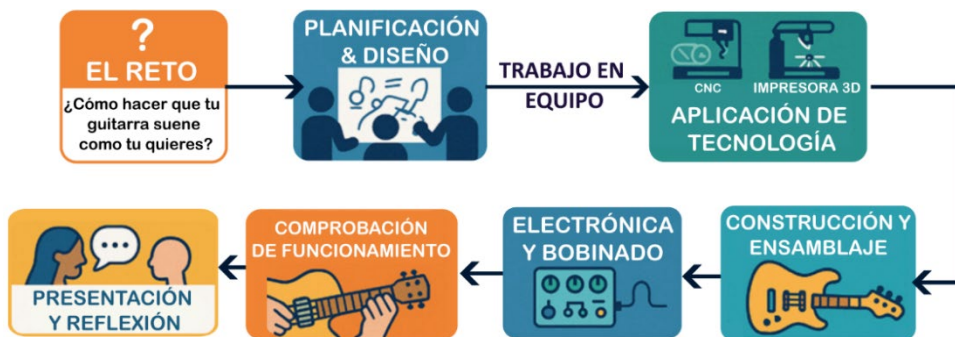 ?
EL RETO
¿Cómo hacer que tu
guitarra suene
como tu quieres?
PLANIFICACIÓN
& DISEÑO
TRABAJO EN
EQUIPO
CNC
IMPRESORA 3D
APLICACIÓN DE
TECNOLOGÍA
CONSTRUCCIÓN Y
ENSAMBLAJE
ELECTRÓNICA
Y BOBINADO
COMPROBACIÓN
DE FUNCIONAMIENTO
PRESENTACIÓN
Y REFLEXIÓN